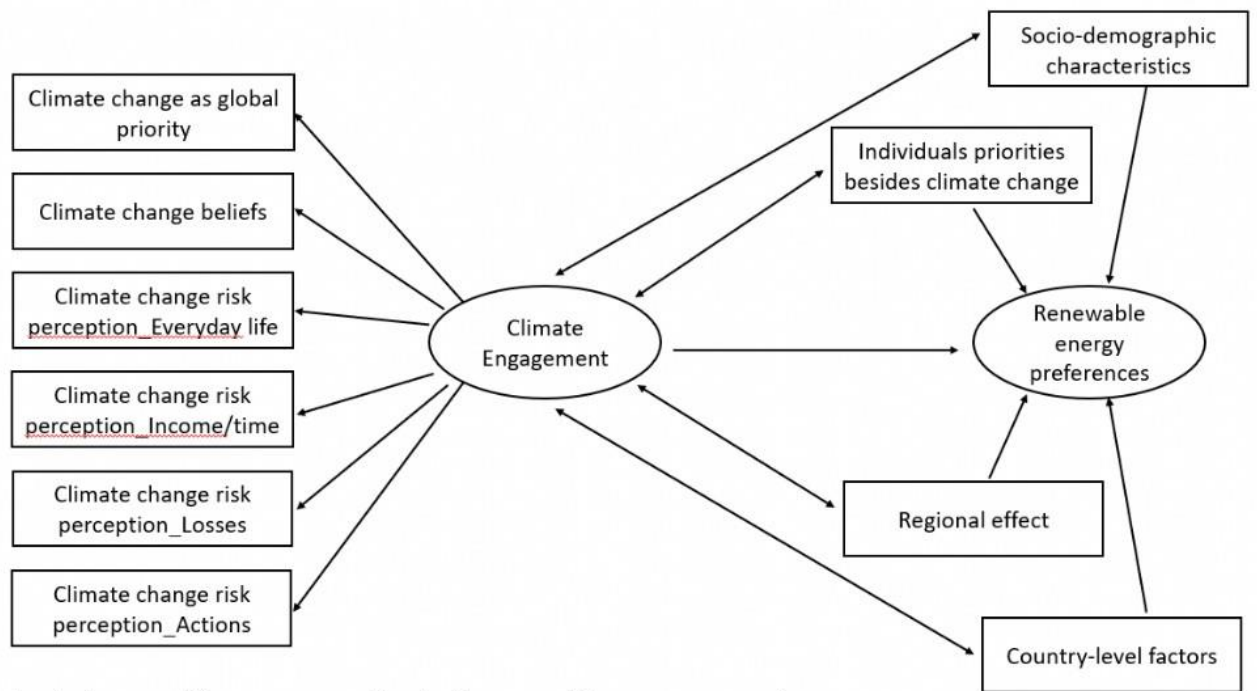 Socio-demographic
characteristics
Climate change as global
priority
Individuals priorities
besides climate change
Climate change beliefs
Climate change risk
perception_Everyday life
Climate
Engagement
Renewable
energy
preferences
Climate change risk
perception_Income/time
Climate change risk
perception_Losses
Regional effect
Climate change risk
perception_Actions
Country-level factors